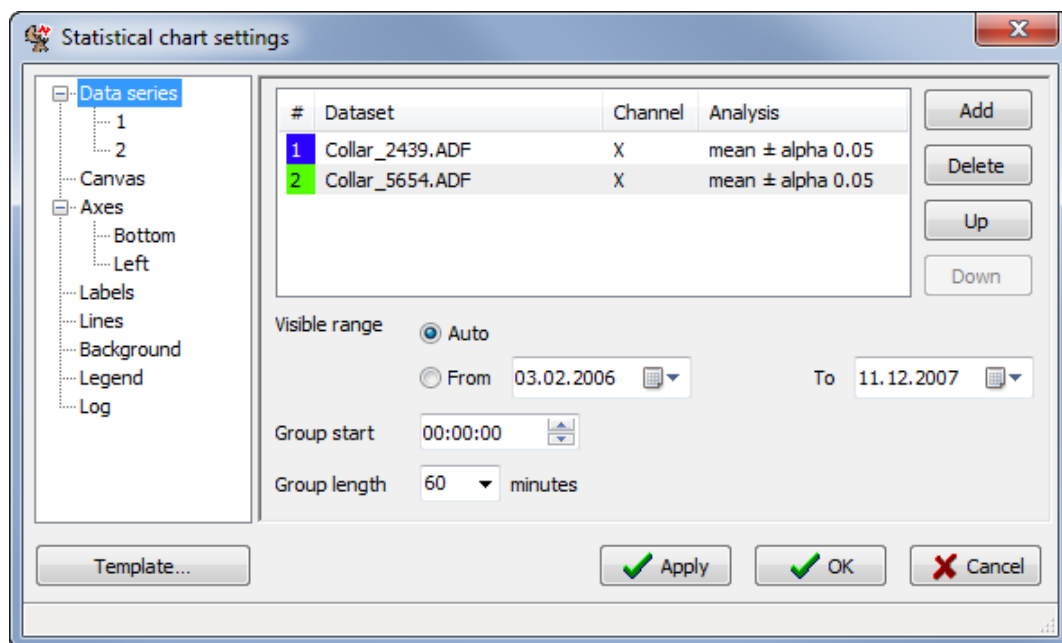 Statistical chart settings
Data series
1
2
Canvas
Axes
Bottom
Left
Labels
Lines
Background
Legend
Log
# Dataset Channel Analysis
1 Collar_2439.ADF X mean ± alpha 0.05
2 Collar_5654.ADF X mean ± alpha 0.05
Add
Delete
Up
Down
Visible range Auto
From 03.02.2006 To 11.12.2007
Group start 00:00:00
Group length 60 minutes
Template... Apply OK Cancel